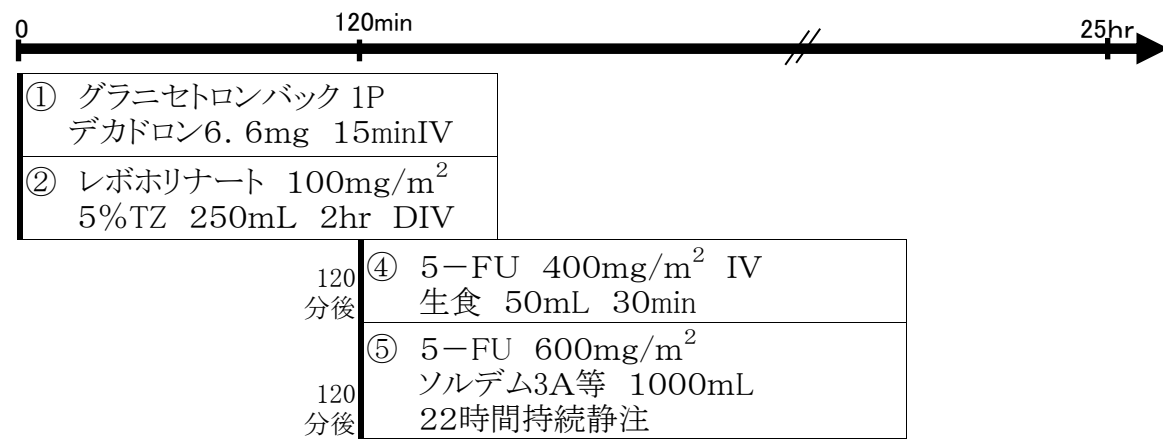 0 120min 25hr
① グラニセトロンバック 1P
デカドロン6.6mg 15minIV
② レボホリナート 100mg/m²
5%TZ 250mL 2hr DIV
120
分後
④ 5-FU 400mg/m² IV
生食 50mL 30min
120
分後
⑤ 5-FU 600mg/m²
ソルデム3A等 1000mL
22時間持続静注